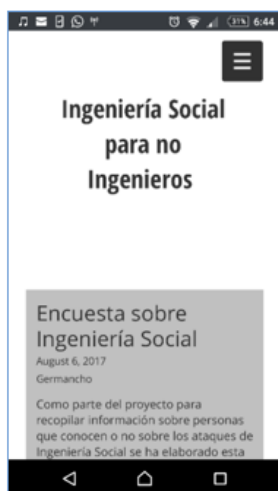 31% 6:44
Ingeniería Social
para no
Ingenieros
Encuesta sobre
Ingeniería Social
August 6, 2017
Germancho
Como parte del proyecto para
recopilar información sobre personas
que conocen o no sobre los ataques de
Ingeniería Social se ha elaborado esta